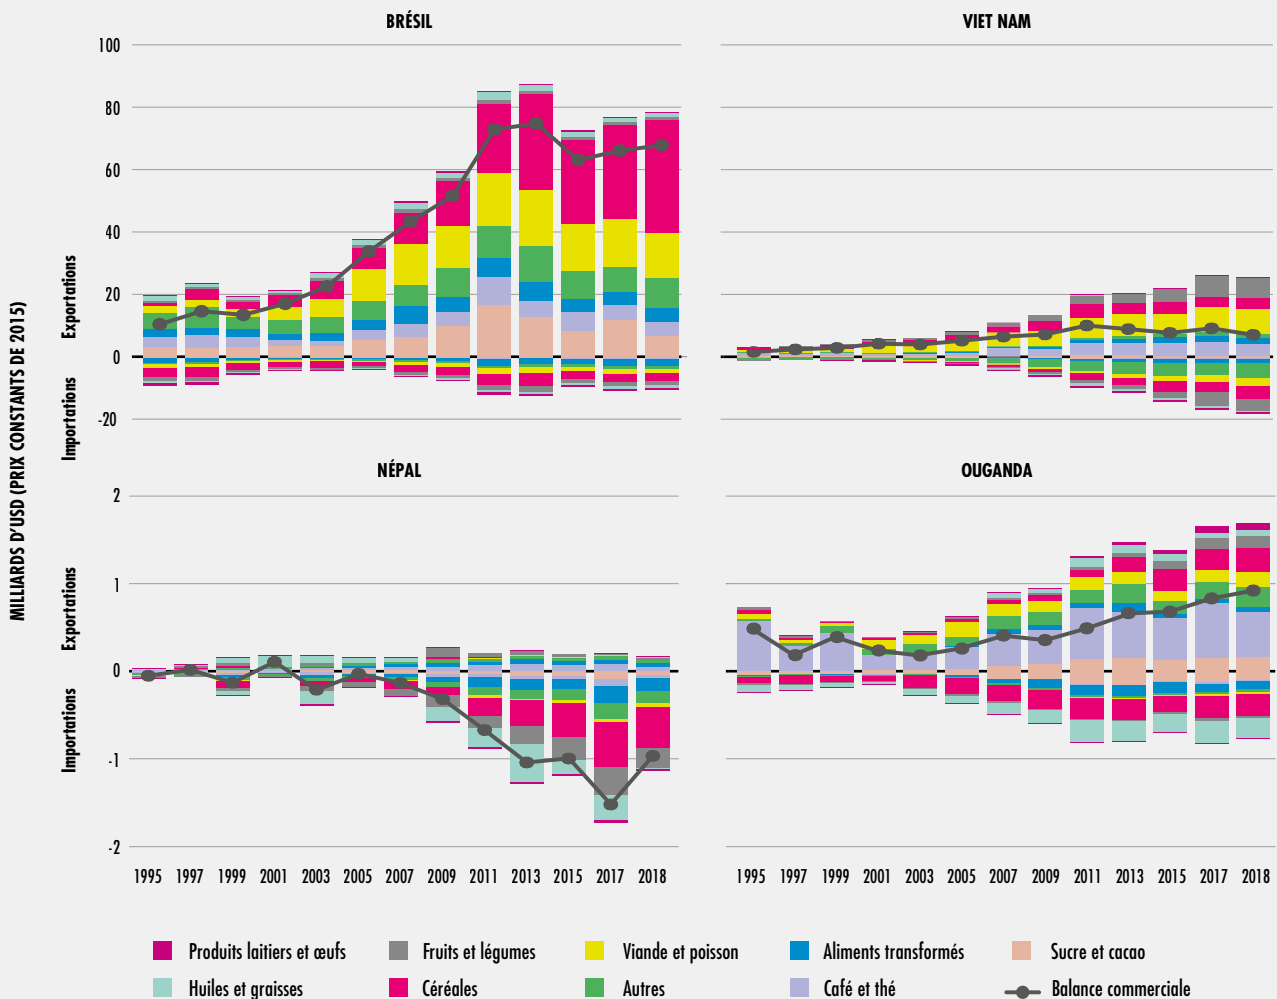 BRÉSIL
VIET NAM
100
80
60
40
20
0
-20
Exportations
Importations
MILLIARDS D'USD (PRIX CONSTANTS DE 2015)
NÉPAL
OUGANDA
2
1
0
-1
-2
Exportations
Importations
1995 1997 1999 2001 2003 2005 2007 2009 2011 2013 2015 2017 2018
1995 1997 1999 2001 2003 2005 2007 2009 2011 2013 2015 2017 2018
Produits laitiers et œufs
Fruits et légumes
Viande et poisson
Aliments transformés
Sucre et cacao
Huiles et graisses
Céréales
Autres
Café et thé
Balance commerciale